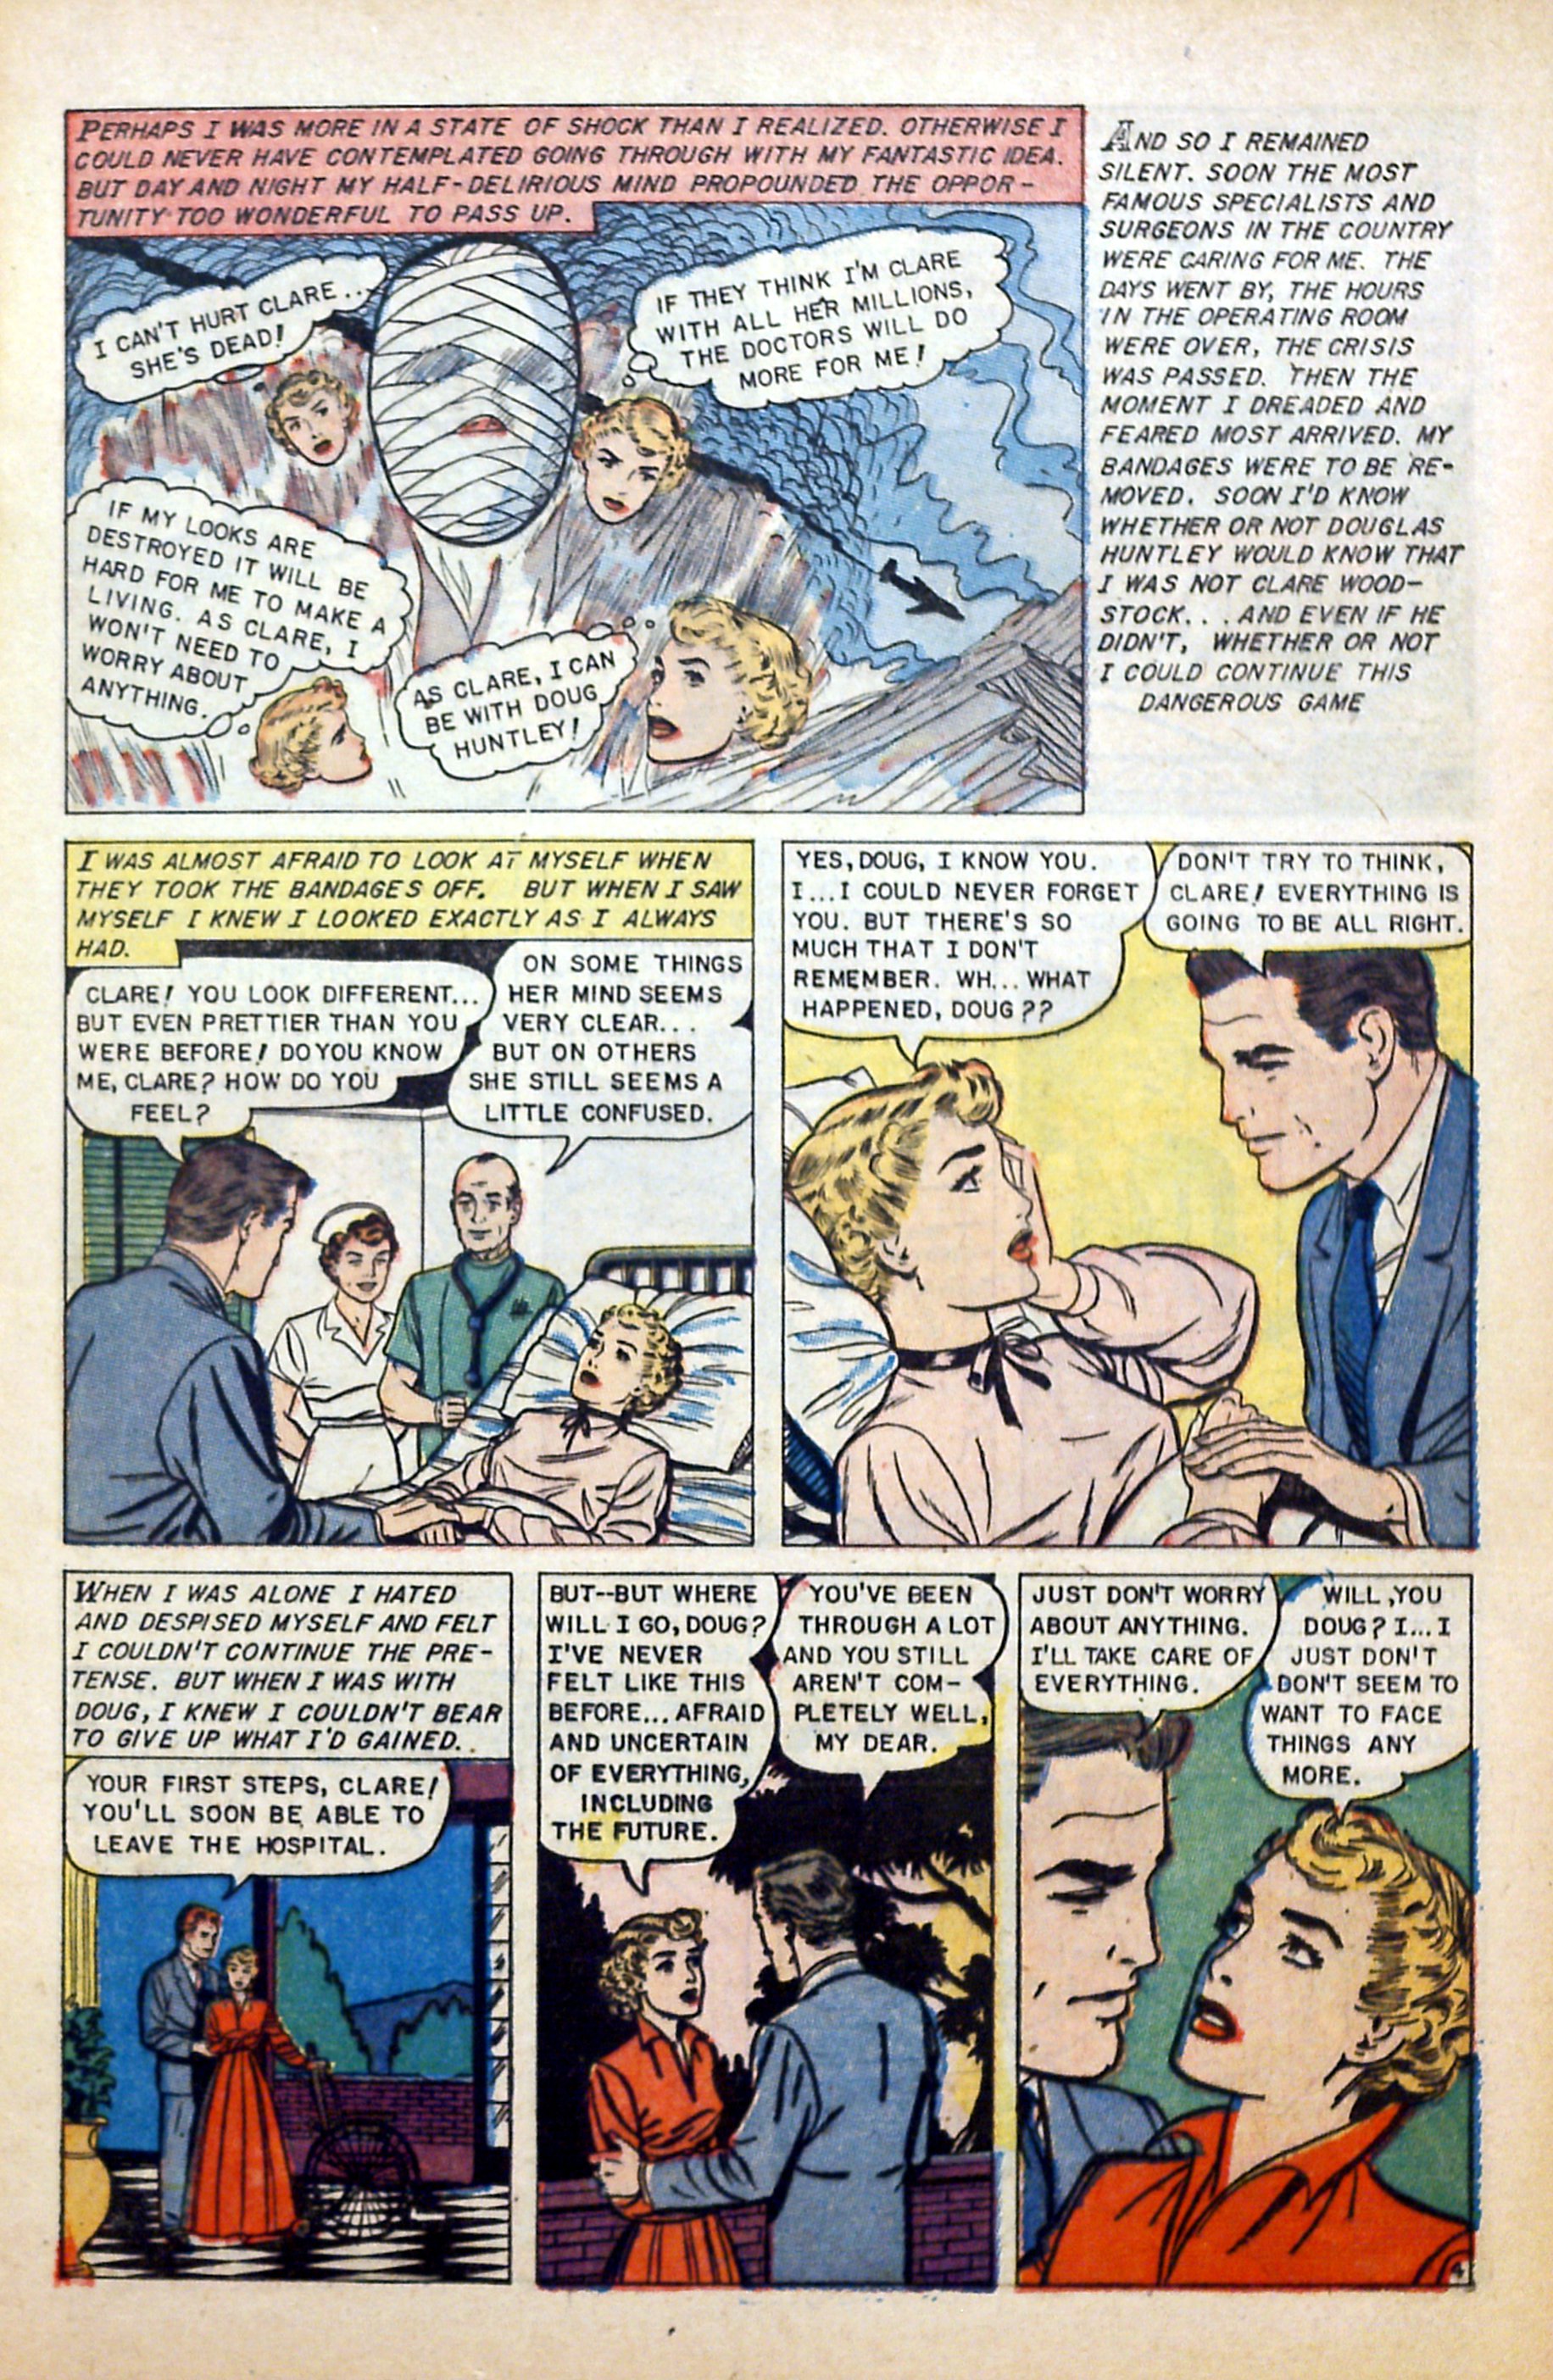 PERHAPS I WAS MORE IN A STATE OF SHOCK THAN I REALIZED. OTHERWISE I
COULD NEVER HAVE CONTEMPLATED GOING THROUGH WITH MY FANTASTIC IDEA.
BUT DAY AND NIGHT MY HALF-DELIRIOUS MIND PROPOUNDED THE OPPOR-
TUNITY TOO WONDERFUL TO PASS UP.
I CAN'T HURT CLARE...
SHE'S DEAD!
IF THEY THINK I'M CLARE
WITH ALL HER MILLIONS,
THE DOCTORS WILL DO
MORE FOR ME!
IF MY LOOKS ARE
DESTROYED IT WILL BE
HARD FOR ME TO MAKE A
LIVING. AS CLARE, I
WON'T NEED TO
WORRY ABOUT
ANYTHING.
AS CLARE, I CAN
BE WITH DOUG
HUNTLEY!
AND SO I REMAINED
SILENT. SOON THE MOST
FAMOUS SPECIALISTS AND
SURGEONS IN THE COUNTRY
WERE CARING FOR ME. THE
DAYS WENT BY, THE HOURS
IN THE OPERATING ROOM
WERE OVER, THE CRISIS
WAS PASSED. THEN THE
MOMENT I DREADED AND
FEARED MOST ARRIVED. MY
BANDAGES WERE TO BE RE-
MOVED. SOON I'D KNOW
WHETHER OR NOT DOUGLAS
HUNTLEY WOULD KNOW THAT
I WAS NOT CLARE WOOD-
STOCK... AND EVEN IF HE
DIDN'T, WHETHER OR NOT
I COULD CONTINUE THIS
DANGEROUS GAME
I WAS ALMOST AFRAID TO LOOK AT MYSELF WHEN
THEY TOOK THE BANDAGES OFF. BUT WHEN I SAW
MYSELF I KNEW I LOOKED EXACTLY AS I ALWAYS
HAD.
CLARE! YOU LOOK DIFFERENT...
BUT EVEN PRETTIER THAN YOU
WERE BEFORE! DO YOU KNOW
ME, CLARE? HOW DO YOU
FEEL?
ON SOME THINGS
HER MIND SEEMS
VERY CLEAR...
BUT ON OTHERS
SHE STILL SEEMS A
LITTLE CONFUSED.
YES, DOUG, I KNOW YOU.
I...I COULD NEVER FORGET
YOU. BUT THERE'S SO
MUCH THAT I DON'T
REMEMBER. WH... WHAT
HAPPENED, DOUG??
DON'T TRY TO THINK,
CLARE! EVERYTHING IS
GOING TO BE ALL RIGHT.
WHEN I WAS ALONE I HATED
AND DESPISED MYSELF AND FELT
I COULDN'T CONTINUE THE PRE-
TENSE. BUT WHEN I WAS WITH
DOUG, I KNEW I COULDN'T BEAR
TO GIVE UP WHAT I'D GAINED..
YOUR FIRST STEPS, CLARE!
YOU'LL SOON BE ABLE TO
LEAVE THE HOSPITAL.
BUT--BUT WHERE
WILL I GO, DOUG?
I'VE NEVER
FELT LIKE THIS
BEFORE... AFRAID
AND UNCERTAIN
OF EVERYTHING,
INCLUDING
THE FUTURE.
YOU'VE BEEN
THROUGH A LOT
AND YOU STILL
AREN'T COM-
PLETELY WELL,
MY DEAR.
JUST DON'T WORRY
ABOUT ANYTHING.
I'LL TAKE CARE OF
EVERYTHING.
WILL, YOU
DOUG? I...I
JUST DON'T
DON'T SEEM TO
WANT TO FACE
THINGS ANY
MORE.
4